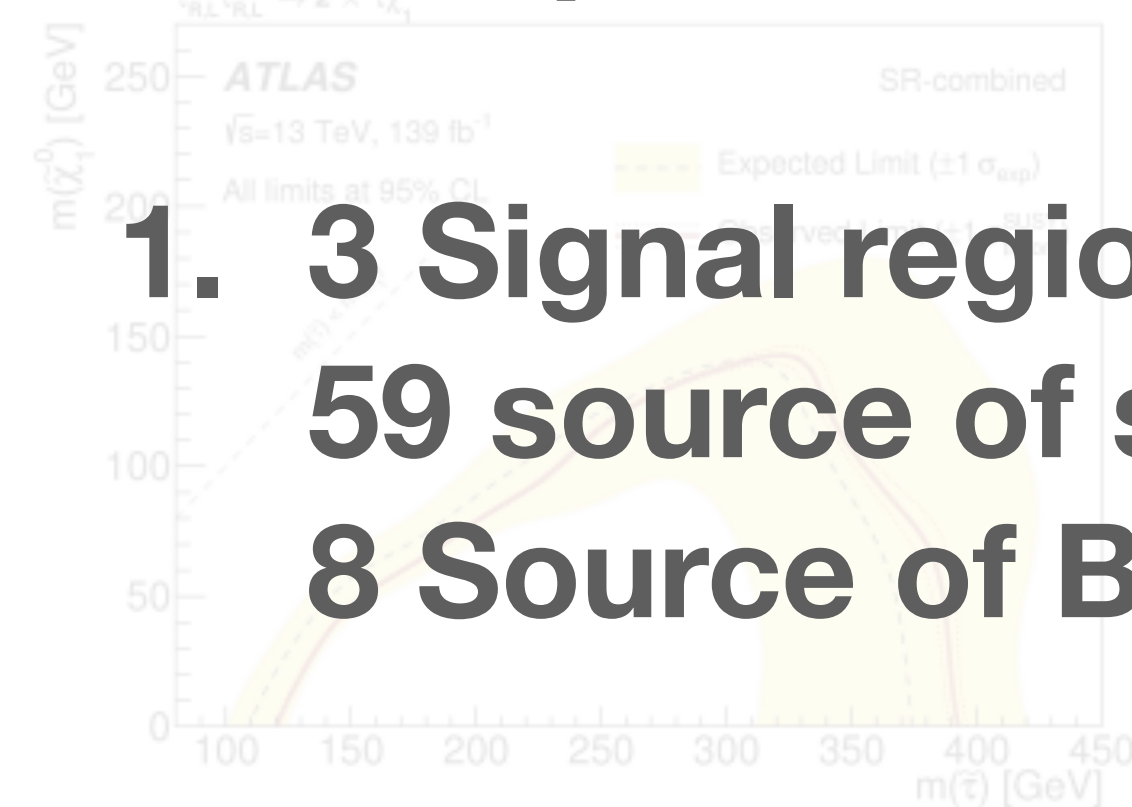 250
ATLAS
SR-combined
√s=13 TeV, 139 fb⁻¹
Expected Limit (±1 σexp)
All limits at 95% CL
200
1. 3 Signal regio
150
59 source of s
100
8 Source of B
50
0
100 150 200 250 300 350 400 450
m(τ̃) [GeV]
m(χ̃₁⁰) [GeV]